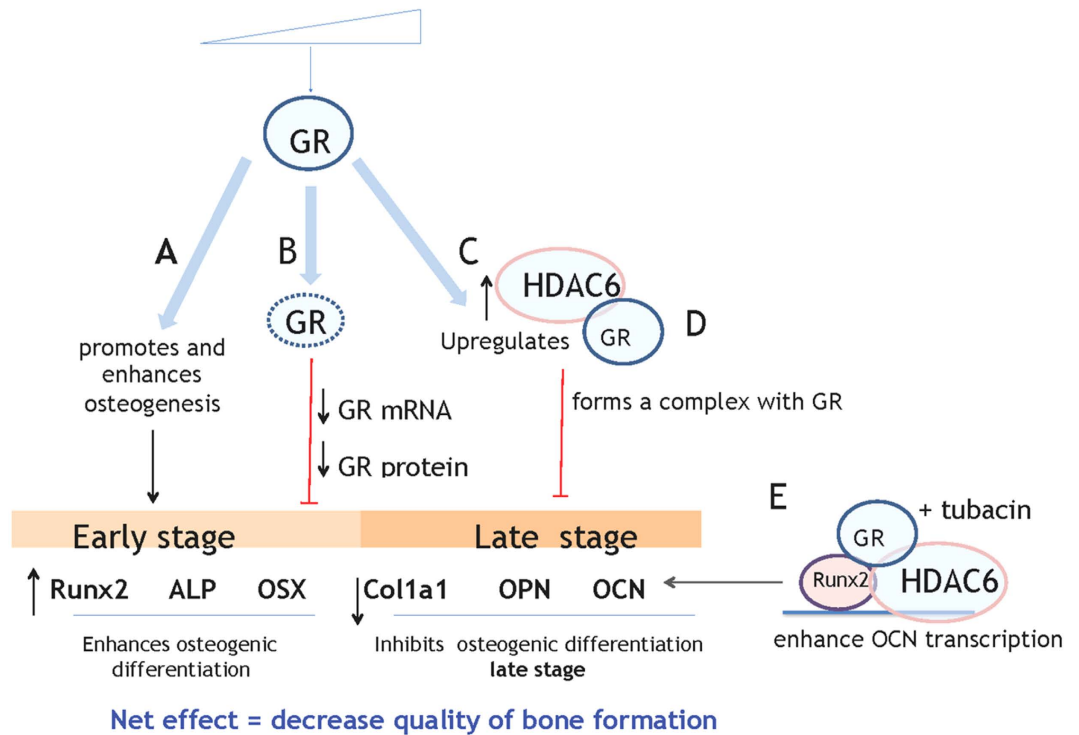 GR
A
B
C
HDAC6
GR
D
Upregulates
GR
promotes and
enhances
osteogenesis
GR mRNA
GR protein
forms a complex with GR
E
+ tubacin
GR
Runx2
HDAC6
enhance OCN transcription
Early stage
Late stage
Runx2 ALP OSX
Col1a1 OPN OCN
Enhances osteogenic
differentiation
Inhibits osteogenic differentiation
late stage
Net effect = decrease quality of bone formation